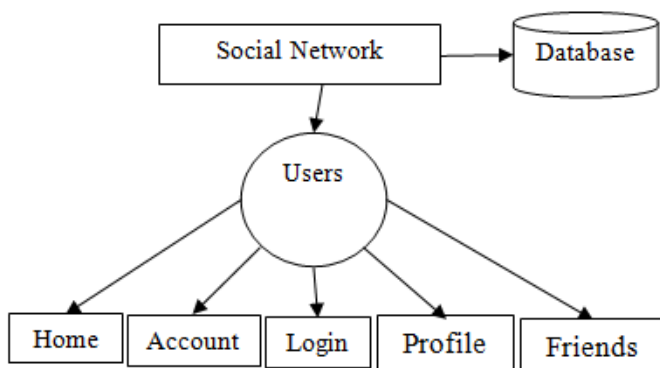 Social Network
Database
Users
Home
Account
Login
Profile
Friends